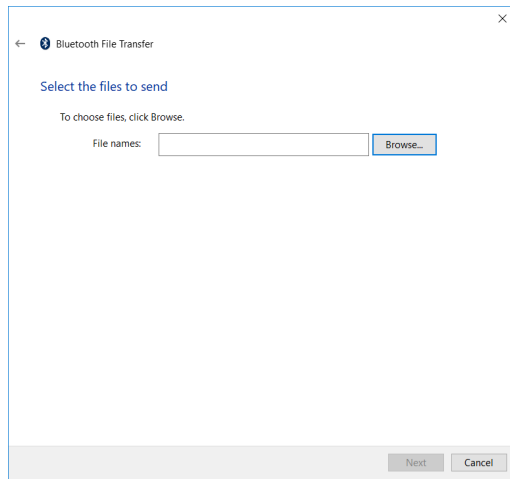 Bluetooth File Transfer
Select the files to send
To choose files, click Browse.
File names: Browse...
Next Cancel